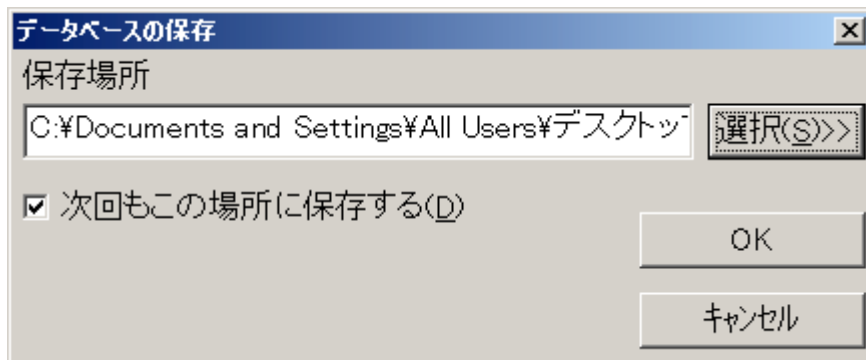 データベースの保存
保存場所
C:¥Documents and Settings¥All Users¥デスクトッ
選択(S)>>
次回もこの場所に保存する(D)
OK
キャンセル